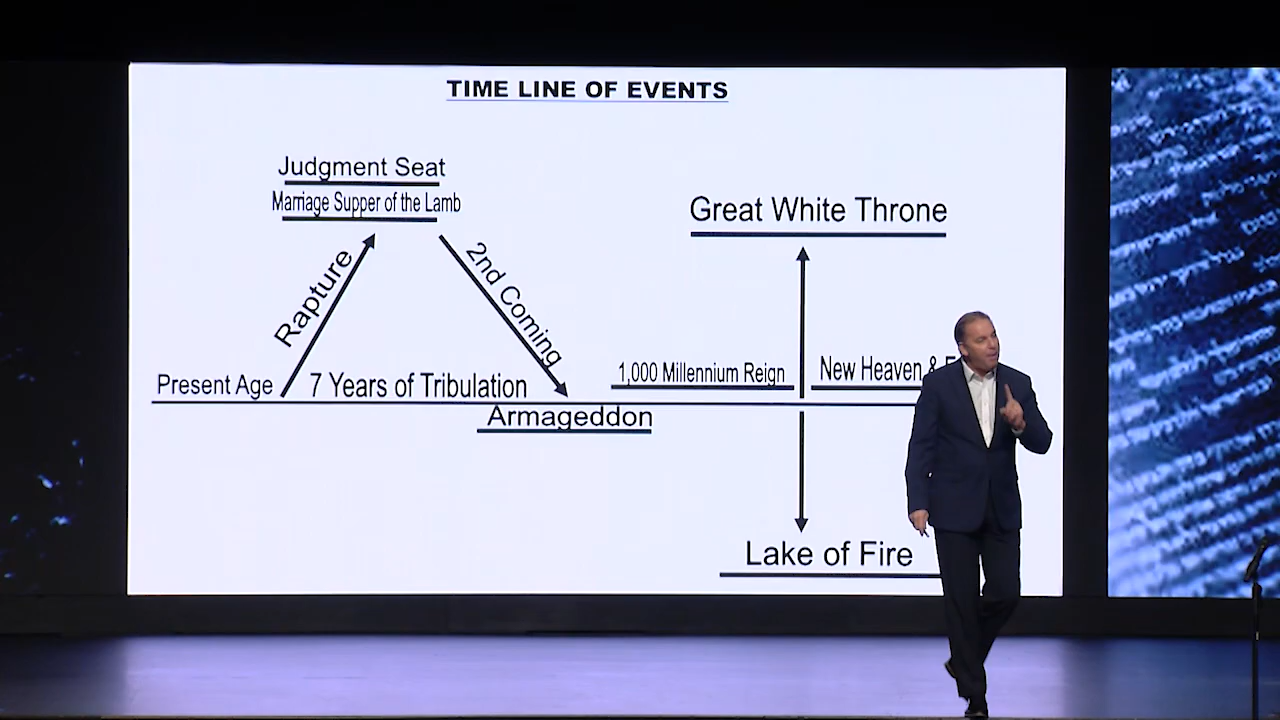 TIME LINE OF EVENTS
Judgment Seat
Marriage Supper of the Lamb
Rapture
2nd Coming
Great White Throne
Present Age
7 Years of Tribulation
1,000 Millennium Reign
New Heaven &
Armageddon
Lake of Fire